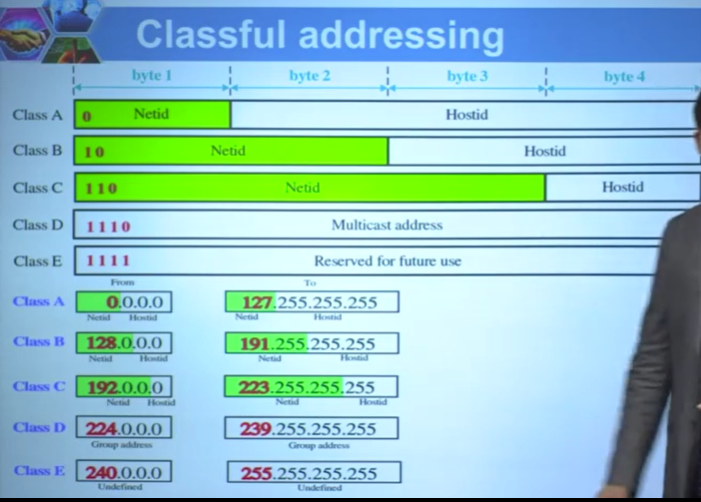 Classful addressing
byte 1 byte 2 byte 3 byte 4
Class A 0 Netid Hostid
Class B 10 Netid Hostid
Class C 110 Netid Hostid
Class D 1110 Multicast address
Class E 1111 Reserved for future use
From To
Class A 0.0.0.0 127.255.255.255
Netid Hostid Netid Hostid
Class B 128.0.0.0 191.255.255.255
Netid Hostid Netid Hostid
Class C 192.0.0.0 223.255.255.255
Netid Hostid Netid Hostid
Class D 224.0.0.0 239.255.255.255
Group address Group address
Class E 240.0.0.0 255.255.255.255
Undefined Undefined